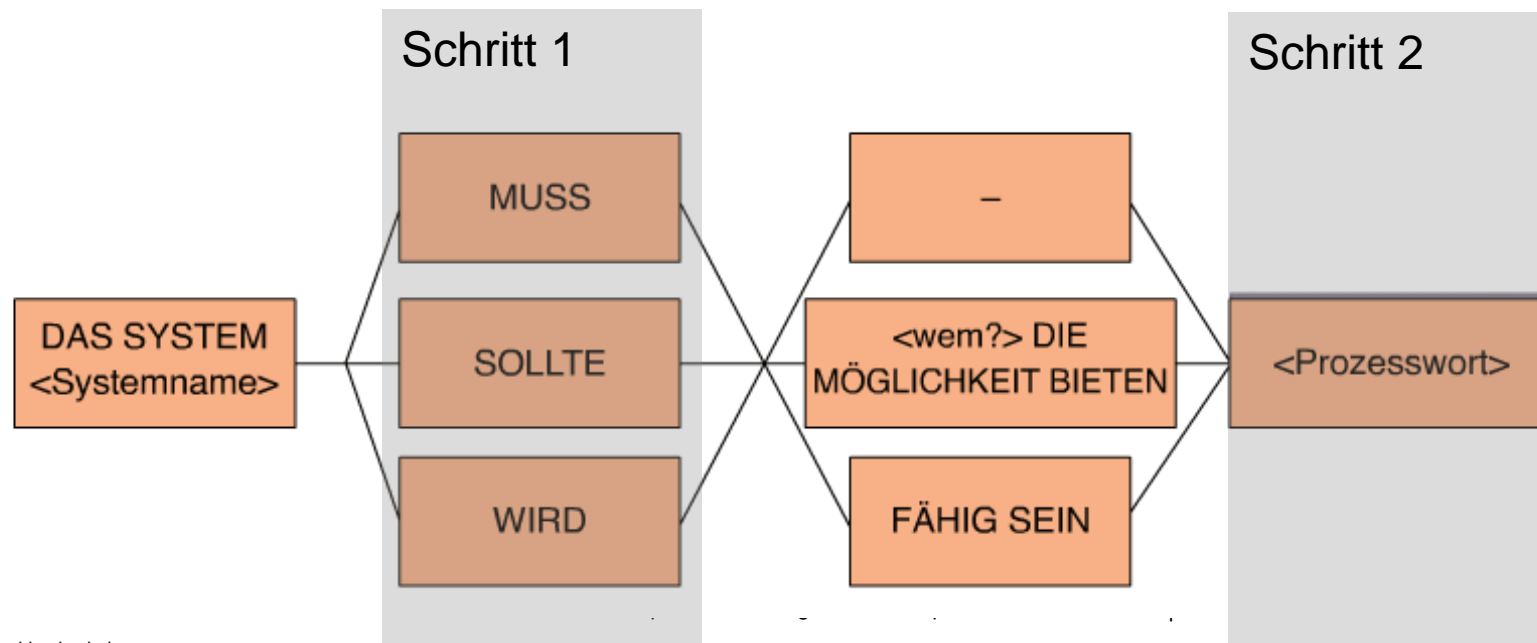 Schritt 1
Schritt 2
MUSS
–
DAS SYSTEM
<Systemname>
SOLLTE
<wem?> DIE
MÖGLICHKEIT BIETEN
<Prozesswort>
WIRD
FÄHIG SEIN